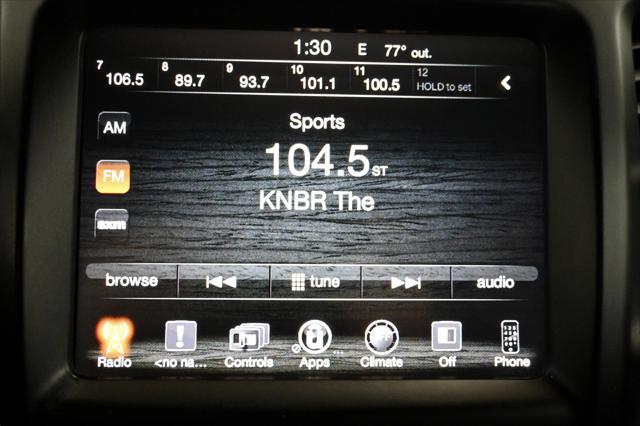 1:30 E 77° out.
7 106.5 8 89.7 9 93.7 10 101.1 11 100.5 12 HOLD to set
Sports
AM
104.5 ST
FM
KNBR The
sxm
browse tune audio
Radio <no na... Controls Apps ... Climate Off Phone